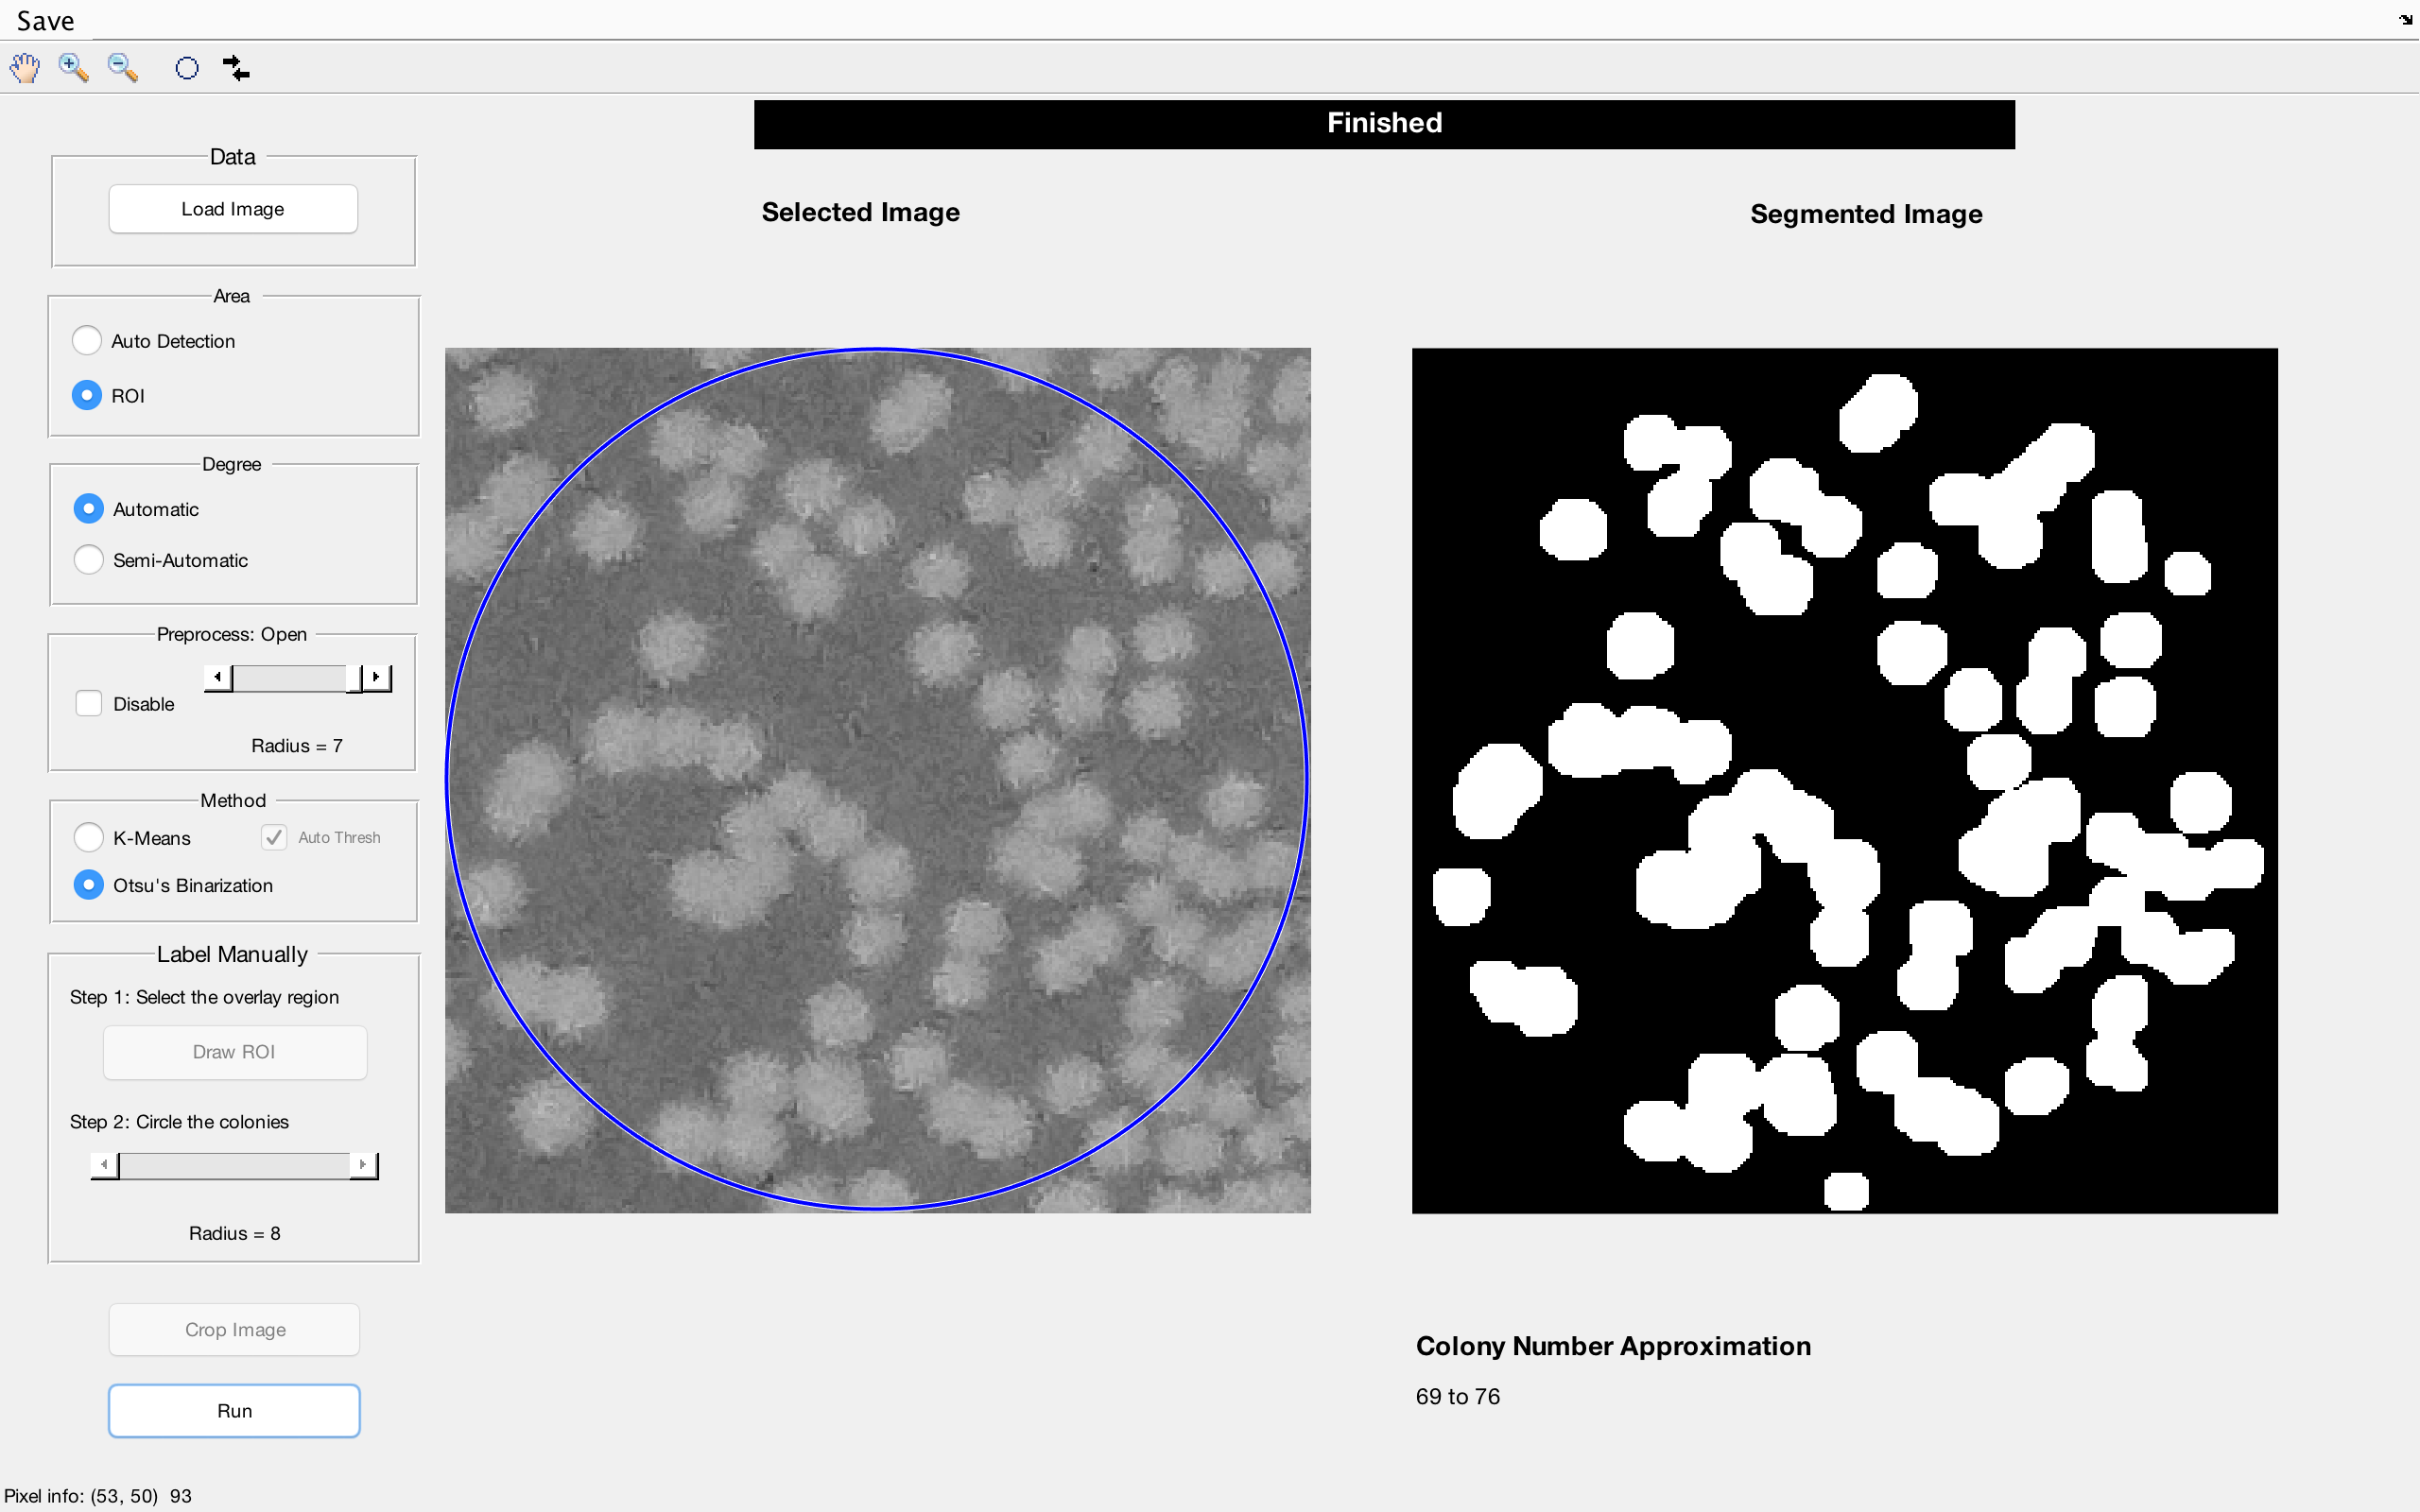 Save
Finished
Data
Load Image
Selected Image
Segmented Image
Area
Auto Detection
ROI
Degree
Automatic
Semi-Automatic
Preprocess: Open
Disable
Radius = 7
Method
K-Means
Auto Thresh
Otsu's Binarization
Label Manually
Step 1: Select the overlay region
Draw ROI
Step 2: Circle the colonies
Radius = 8
Crop Image
Run
Colony Number Approximation
69 to 76
Pixel info: (53, 50) 93